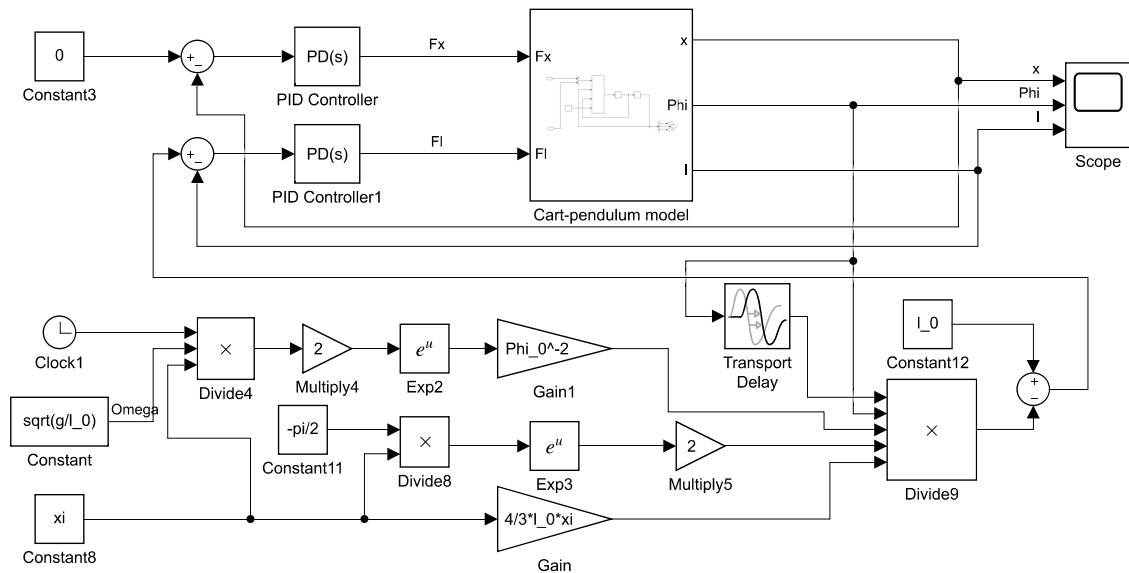 0
Constant3
PD(s)
PID Controller
Fx
Fx
x
x
Phi
Phi
l
l
Scope
PD(s)
PID Controller1
Fl
Fl
Cart-pendulum model
Clock1
×
Divide4
2
Multiply4
e^u
Exp2
Phi_0^-2
Gain1
Transport
Delay
l_0
Constant12
sqrt(g/l_0)
Omega
Constant
-pi/2
Constant11
×
Divide8
e^u
Exp3
2
Multiply5
×
Divide9
xi
Constant8
4/3*l_0*xi
Gain